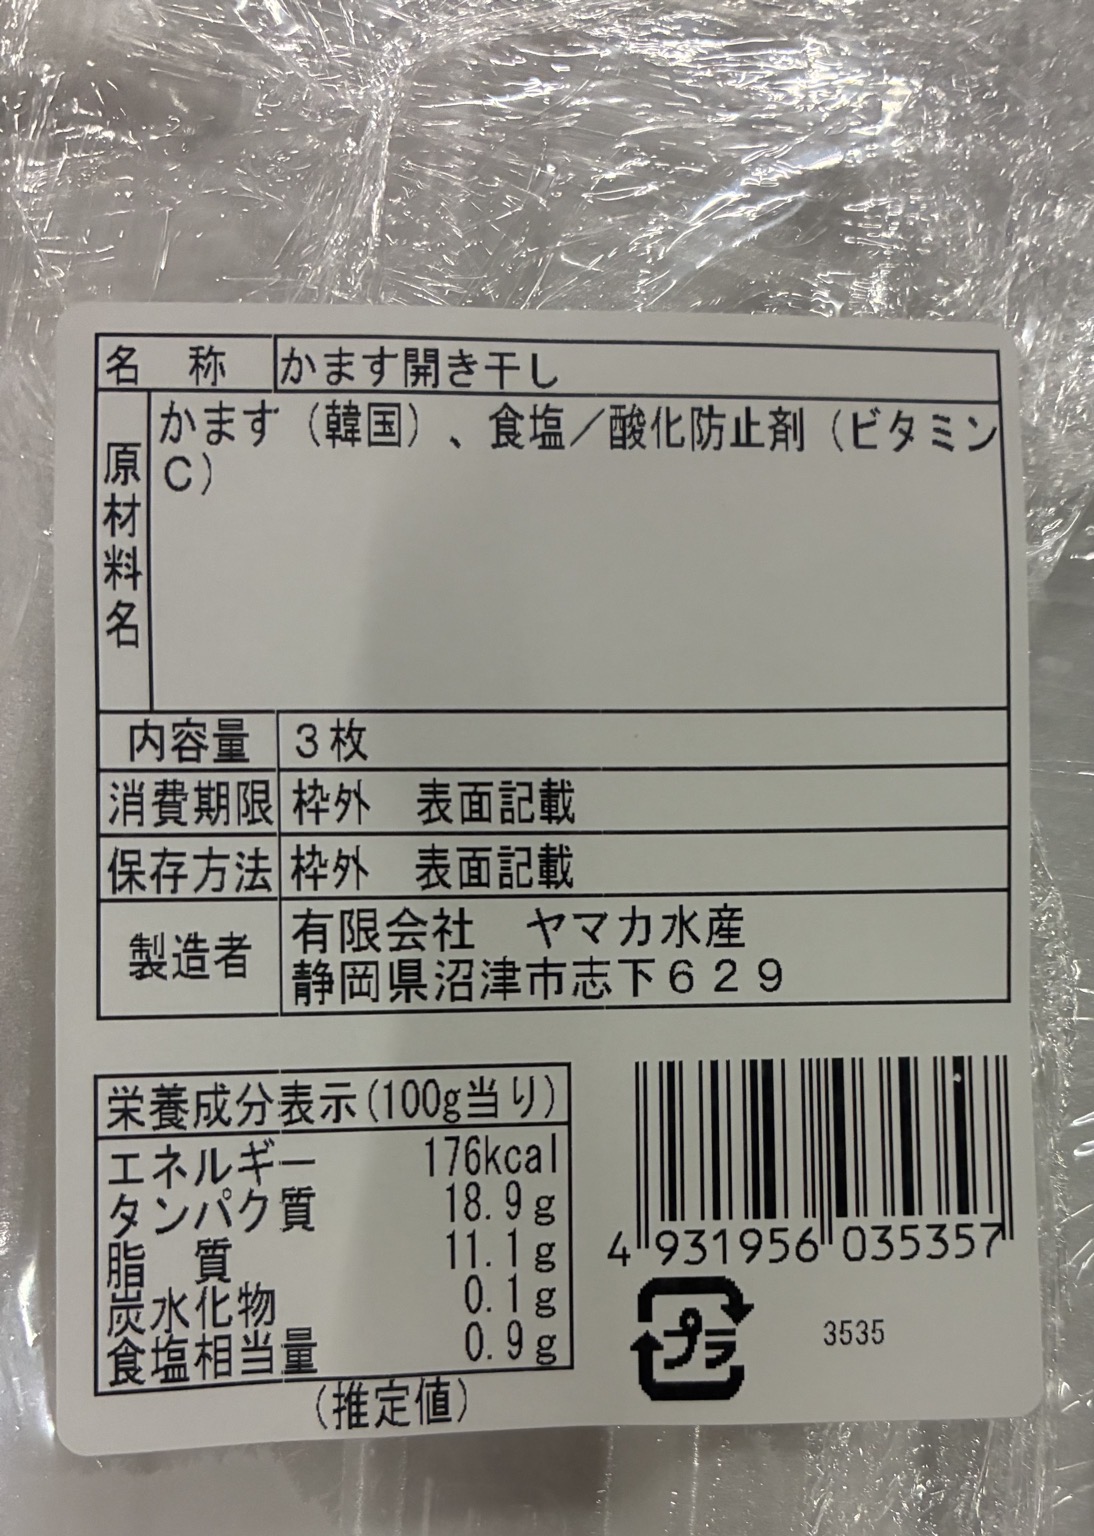 名　称 かます開き干し
原材料名 かます（韓国）、食塩／酸化防止剤（ビタミン
C）
内容量 ３枚
消費期限 枠外　表面記載
保存方法 枠外　表面記載
製造者 有限会社　ヤマカ水産
静岡県沼津市志下６２９
栄養成分表示(100g当り)
エネルギー 176kcal
タンパク質 18.9g
脂　質 11.1g
炭水化物 0.1g
食塩相当量 0.9g
(推定値)
4 931956 035357
プラ
3535